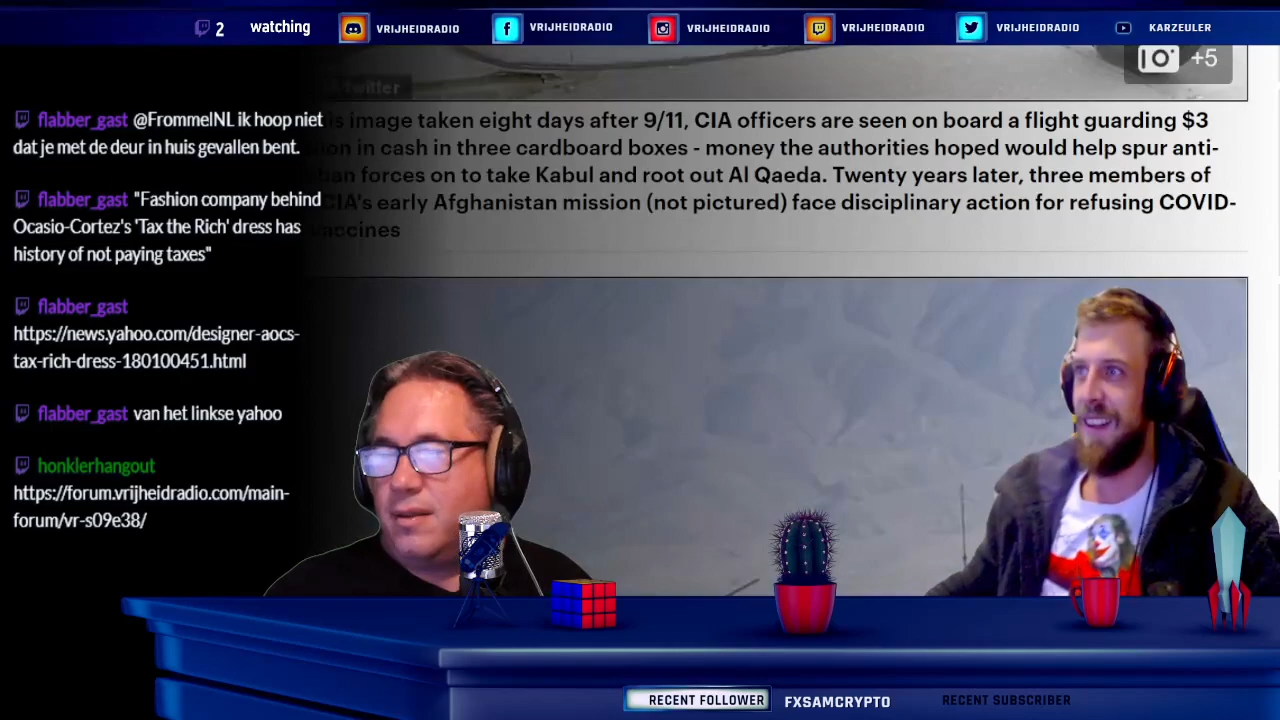 2 watching VRIJHEIDRADIO VRIJHEIDRADIO VRIJHEIDRADIO VRIJHEIDRADIO VRIJHEIDRADIO KARZEULER
+5
twitter
flabber_gast @FrommelNL ik hoop niet
dat je met de deur in huis gevallen bent.
flabber_gast "Fashion company behind
Ocasio-Cortez's 'Tax the Rich' dress has
history of not paying taxes"
flabber_gast
https://news.yahoo.com/designer-aocs-
tax-rich-dress-180100451.html
flabber_gast van het linkse yahoo
honklerhangout
https://forum.vrijheidradio.com/main-
forum/vr-s09e38/
image taken eight days after 9/11, CIA officers are seen on board a flight guarding $3
in cash in three cardboard boxes - money the authorities hoped would help spur anti-
forces on to take Kabul and root out Al Qaeda. Twenty years later, three members of
CIA's early Afghanistan mission (not pictured) face disciplinary action for refusing COVID-
vaccines
RECENT FOLLOWER FXSAMCRYPTO RECENT SUBSCRIBER